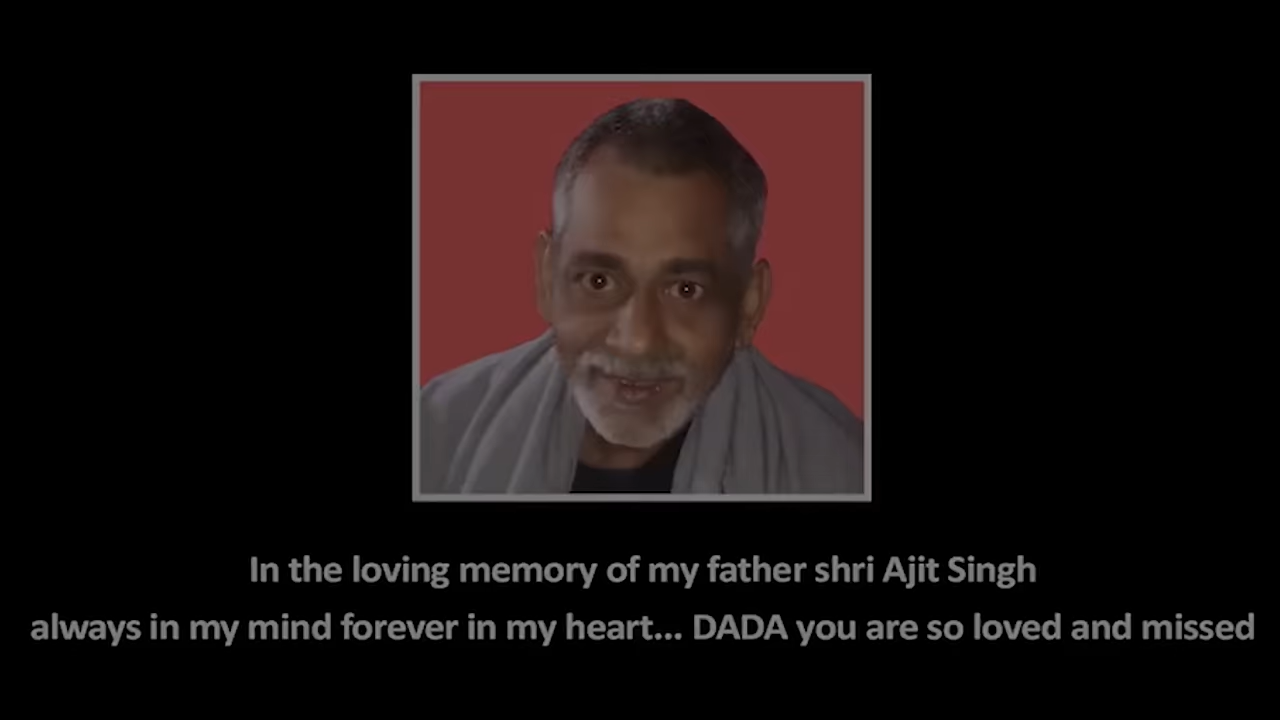 In the loving memory of my father shri Ajit Singh
always in my mind forever in my heart... DADA you are so loved and missed